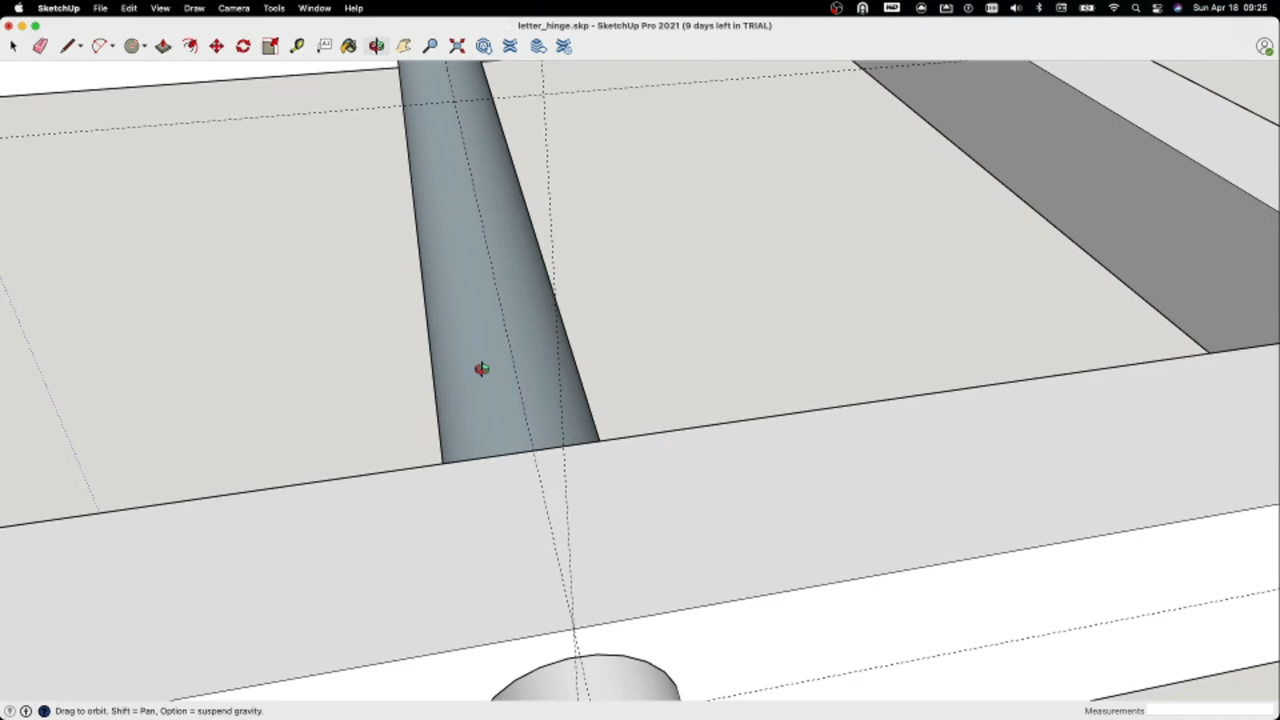 SketchUp File Edit View Draw Camera Tools Window Help Sun Apr 18 09:25
letter_hinge.skp - SketchUp Pro 2021 (9 days left in TRIAL)
Drag to orbit. Shift = Pan, Option = suspend gravity. Measurements